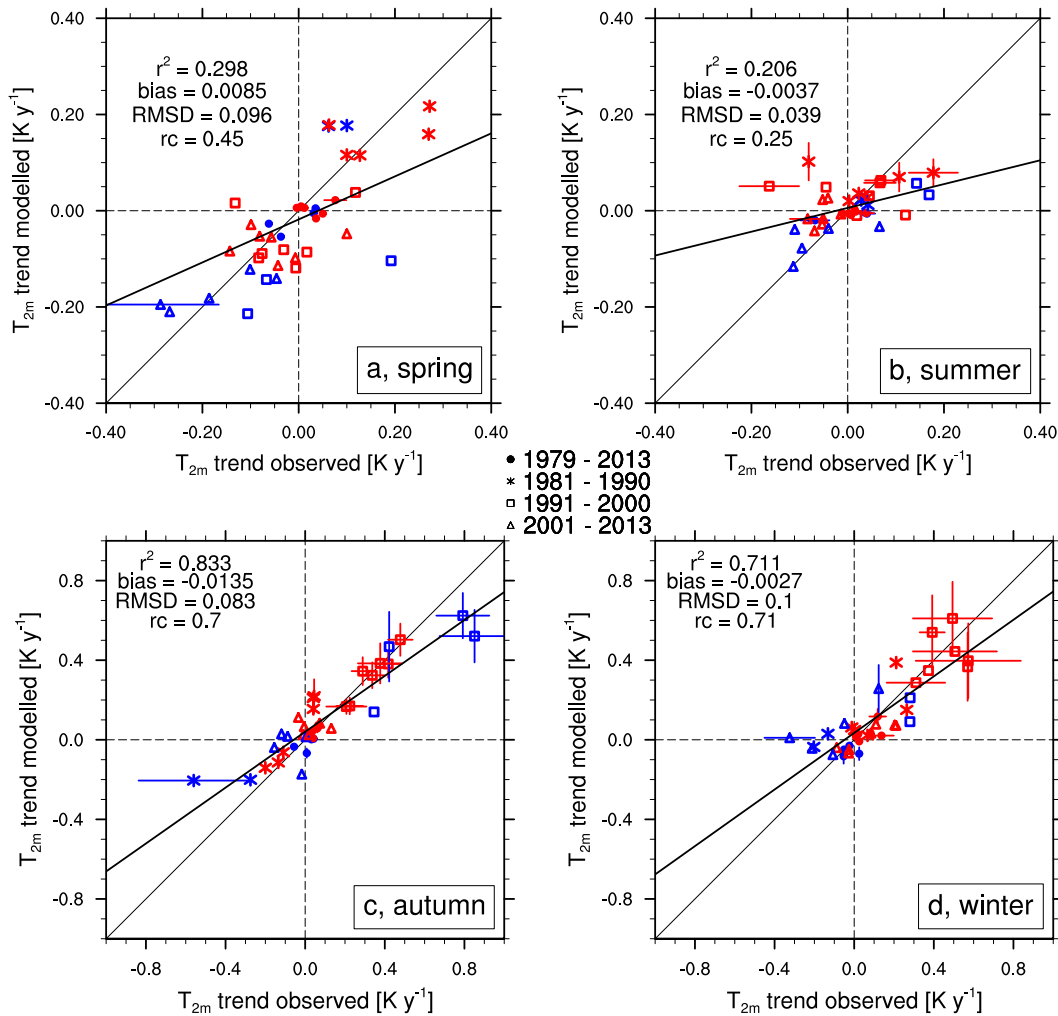 0.40
0.20
0.00
-0.20
-0.40
-0.40 -0.20 0.00 0.20 0.40
T2m trend modelled [K y-1]
T2m trend observed [K y-1]
r2 = 0.298
bias = 0.0085
RMSD = 0.096
rc = 0.45
a, spring
0.40
0.20
0.00
-0.20
-0.40
-0.40 -0.20 0.00 0.20 0.40
T2m trend modelled [K y-1]
T2m trend observed [K y-1]
r2 = 0.206
bias = -0.0037
RMSD = 0.039
rc = 0.25
b, summer
1979 - 2013
1981 - 1990
1991 - 2000
2001 - 2013
0.8
0.4
0.0
-0.4
-0.8
-0.8 -0.4 0.0 0.4 0.8
T2m trend modelled [K y-1]
T2m trend observed [K y-1]
r2 = 0.833
bias = -0.0135
RMSD = 0.083
rc = 0.7
c, autumn
0.8
0.4
0.0
-0.4
-0.8
-0.8 -0.4 0.0 0.4 0.8
T2m trend modelled [K y-1]
T2m trend observed [K y-1]
r2 = 0.711
bias = -0.0027
RMSD = 0.1
rc = 0.71
d, winter